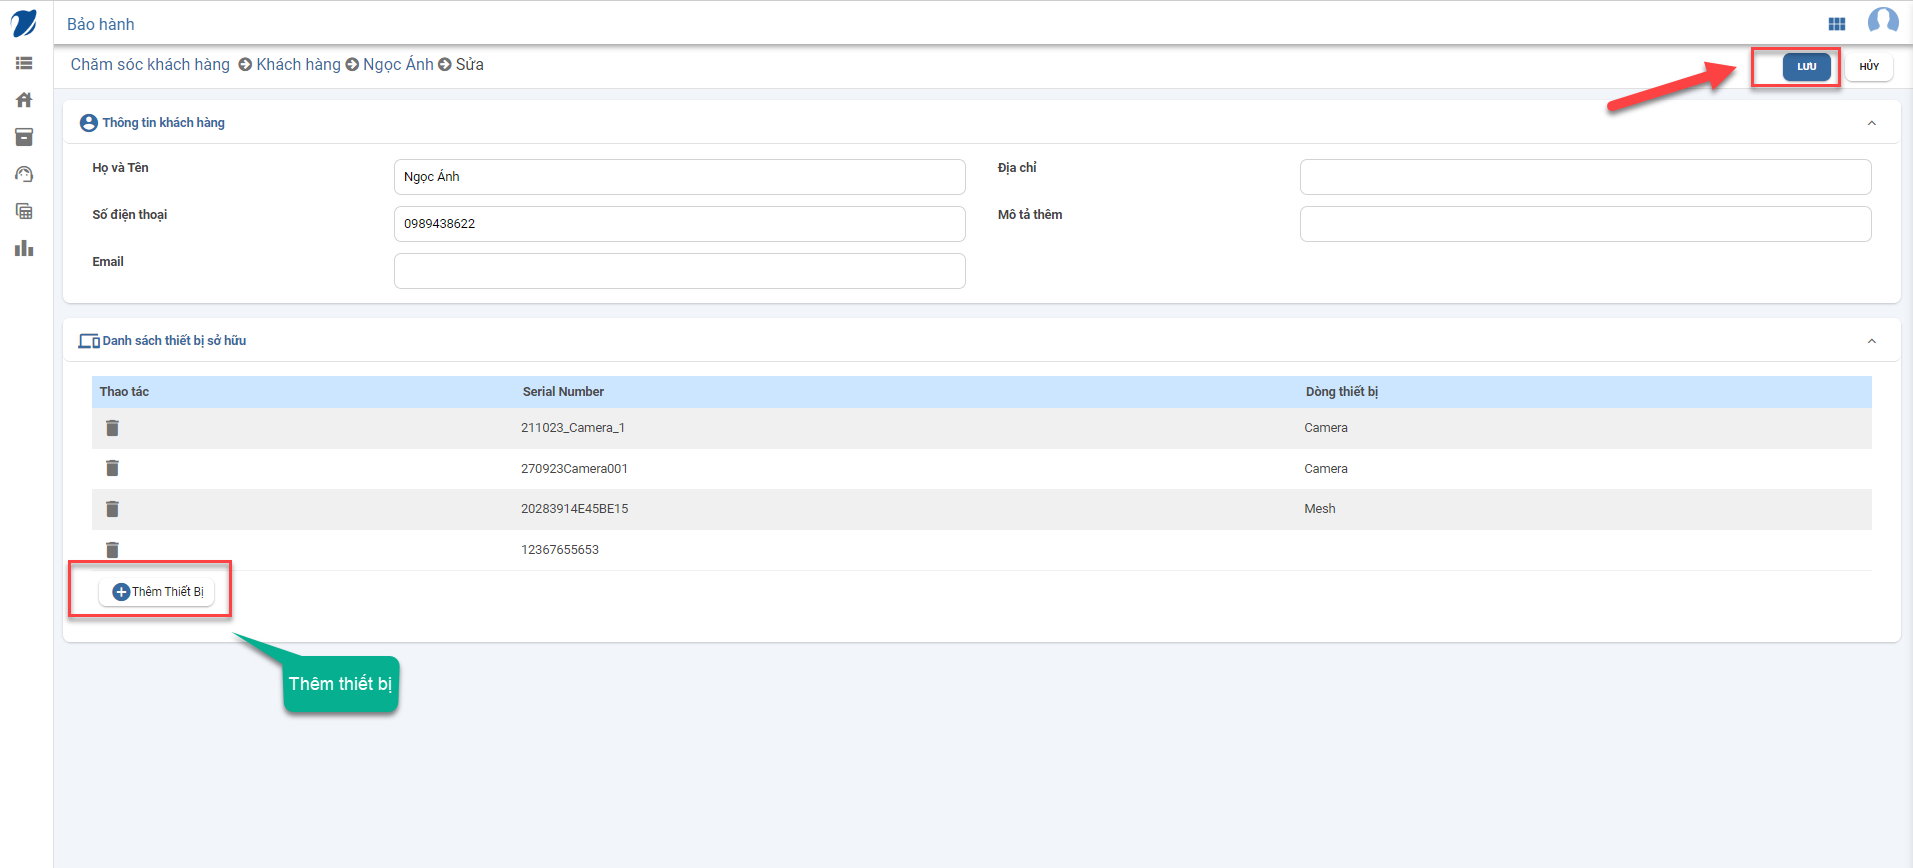 Bảo hành
Chăm sóc khách hàng Khách hàng Ngọc Ánh Sửa
LƯU
HỦY
Thông tin khách hàng
Họ và Tên
Ngọc Ánh
Địa chỉ
Số điện thoại
0989438622
Mô tả thêm
Email
Danh sách thiết bị sở hữu
Thao tác Serial Number Dòng thiết bị
211023_Camera_1 Camera
270923Camera001 Camera
20283914E45BE15 Mesh
12367655653
Thêm Thiết Bị
Thêm thiết bị